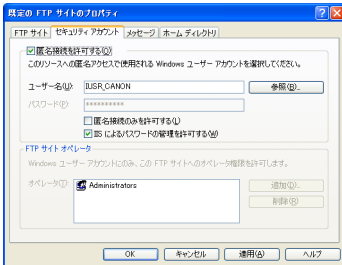 既定の FTP サイトのプロパティ
FTP サイト セキュリティ アカウント メッセージ ホーム ディレクトリ
匿名接続を許可する(O)
このリソースへの匿名アクセスで使用される Windows ユーザー アカウントを選択してください。
ユーザー名(U): IUSR_CANON 参照(B)...
パスワード(P): **********
匿名接続のみを許可する(L)
IIS によるパスワードの管理を許可する(W)
FTP サイト オペレータ
Windows ユーザー アカウントにのみ、この FTP サイトへのオペレータ権限を許可します。
オペレータ(T): Administrators 追加(D)...
削除(R)
OK キャンセル 適用(A) ヘルプ